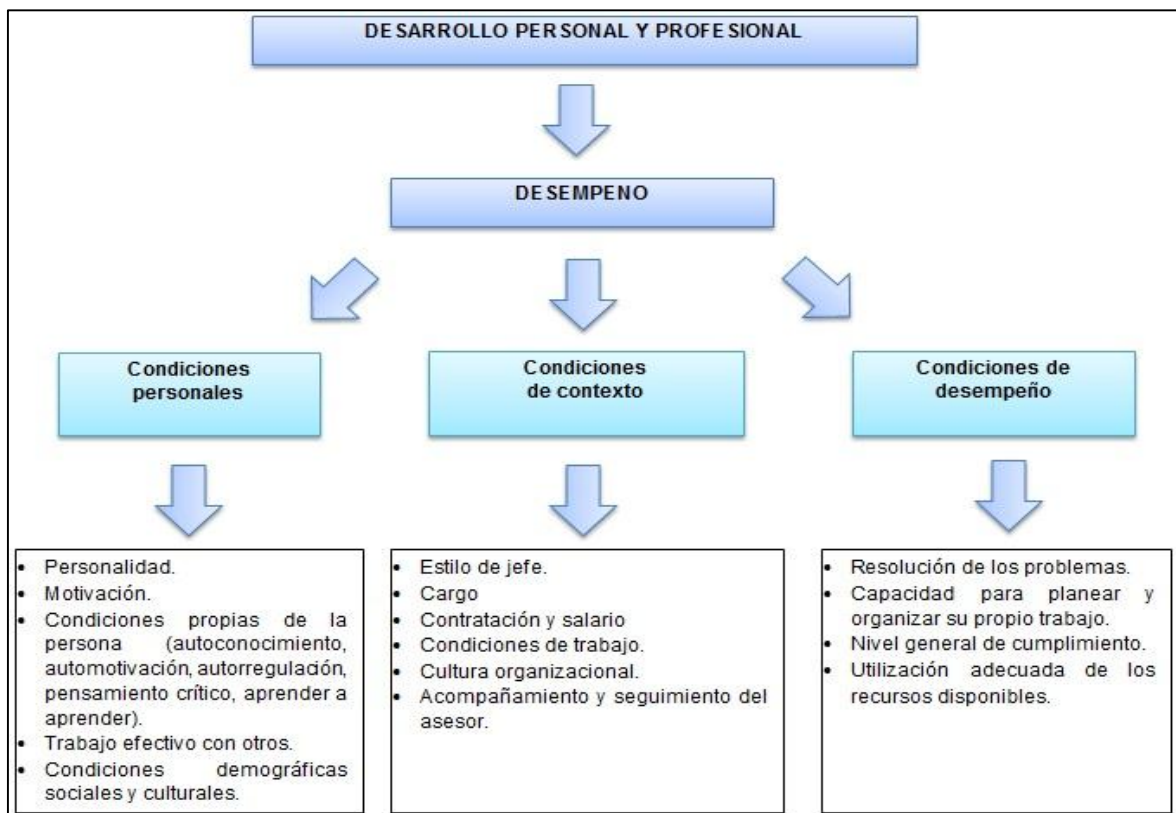 DESARROLLO PERSONAL Y PROFESIONAL
DESEMPENO
Condiciones
personales
Condiciones
de contexto
Condiciones de
desempeño
• Personalidad.
• Motivación.
• Condiciones propias de la
persona (autoconocimiento,
automotivación, autorregulación,
pensamiento crítico, aprender a
aprender).
• Trabajo efectivo con otros.
• Condiciones demográficas
sociales y culturales.
• Estilo de jefe.
• Cargo
• Contratación y salario
• Condiciones de trabajo.
• Cultura organizacional.
• Acompañamiento y seguimiento del
asesor.
• Resolución de los problemas.
• Capacidad para planear y
organizar su propio trabajo.
• Nivel general de cumplimiento.
• Utilización adecuada de los
recursos disponibles.